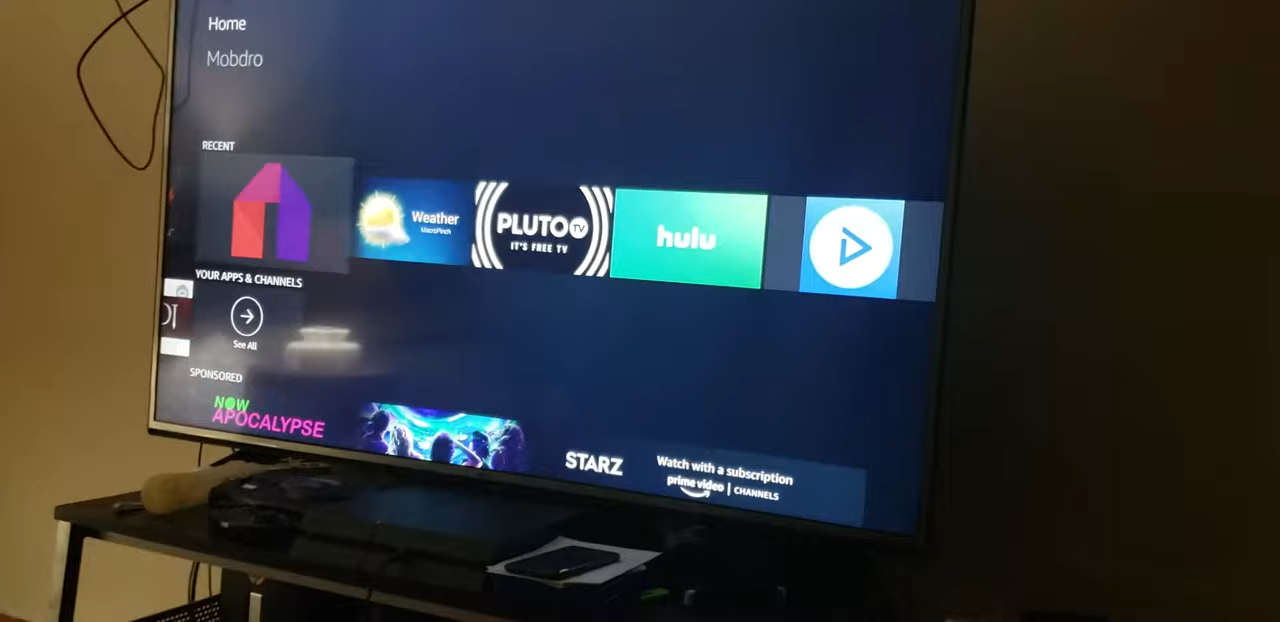 Home
Mobdro
RECENT
Weather
MacroPinch
PLUTO TV
IT'S FREE TV
hulu
YOUR APPS & CHANNELS
See All
SPONSORED
NOW
APOCALYPSE
STARZ
Watch with a subscription
prime video | CHANNELS